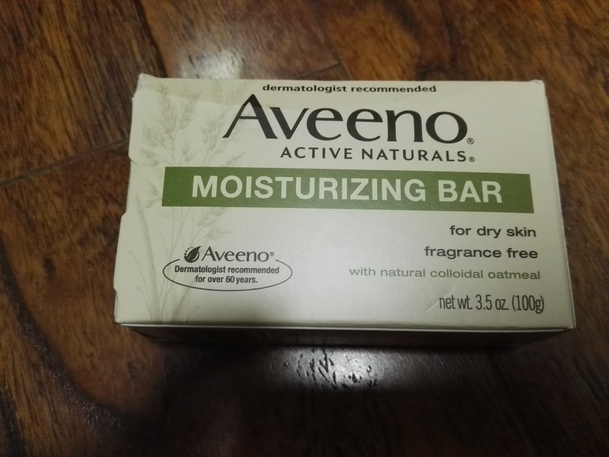 dermatologist recommended
Aveeno®
ACTIVE NATURALS®
MOISTURIZING BAR
for dry skin
fragrance free
with natural colloidal oatmeal
net wt. 3.5 oz. (100g)
Aveeno®
Dermatologist recommended
for over 60 years.